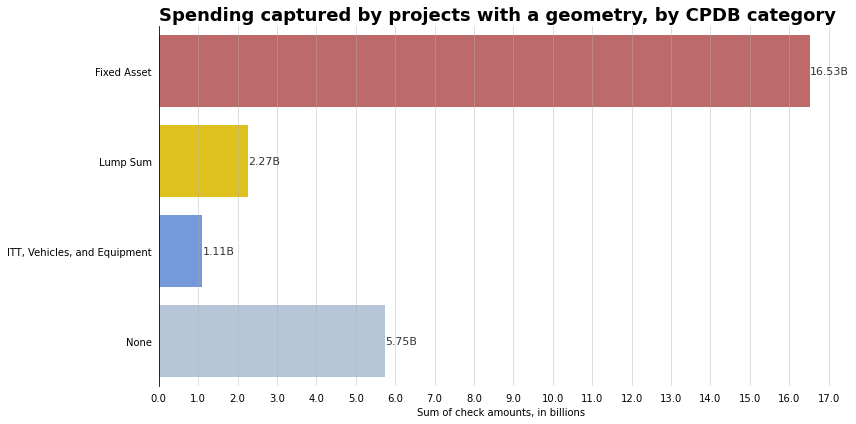 Spending captured by projects with a geometry, by CPDB category
Fixed Asset
16.53B
Lump Sum
2.27B
ITT, Vehicles, and Equipment
1.11B
None
5.75B
0.0 1.0 2.0 3.0 4.0 5.0 6.0 7.0 8.0 9.0 10.0 11.0 12.0 13.0 14.0 15.0 16.0 17.0
Sum of check amounts, in billions